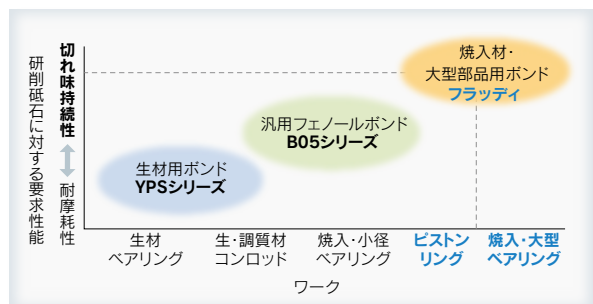 研削砥石に対する要求性能
切れ味持続性
耐摩耗性
焼入材・
大型部品用ボンド
フラッディ
汎用フェノールボンド
B05シリーズ
生材用ボンド
YPSシリーズ
生材
ベアリング
生・調質材
コンロッド
焼入・小径
ベアリング
ピストン
リング
焼入・大型
ベアリング
ワーク